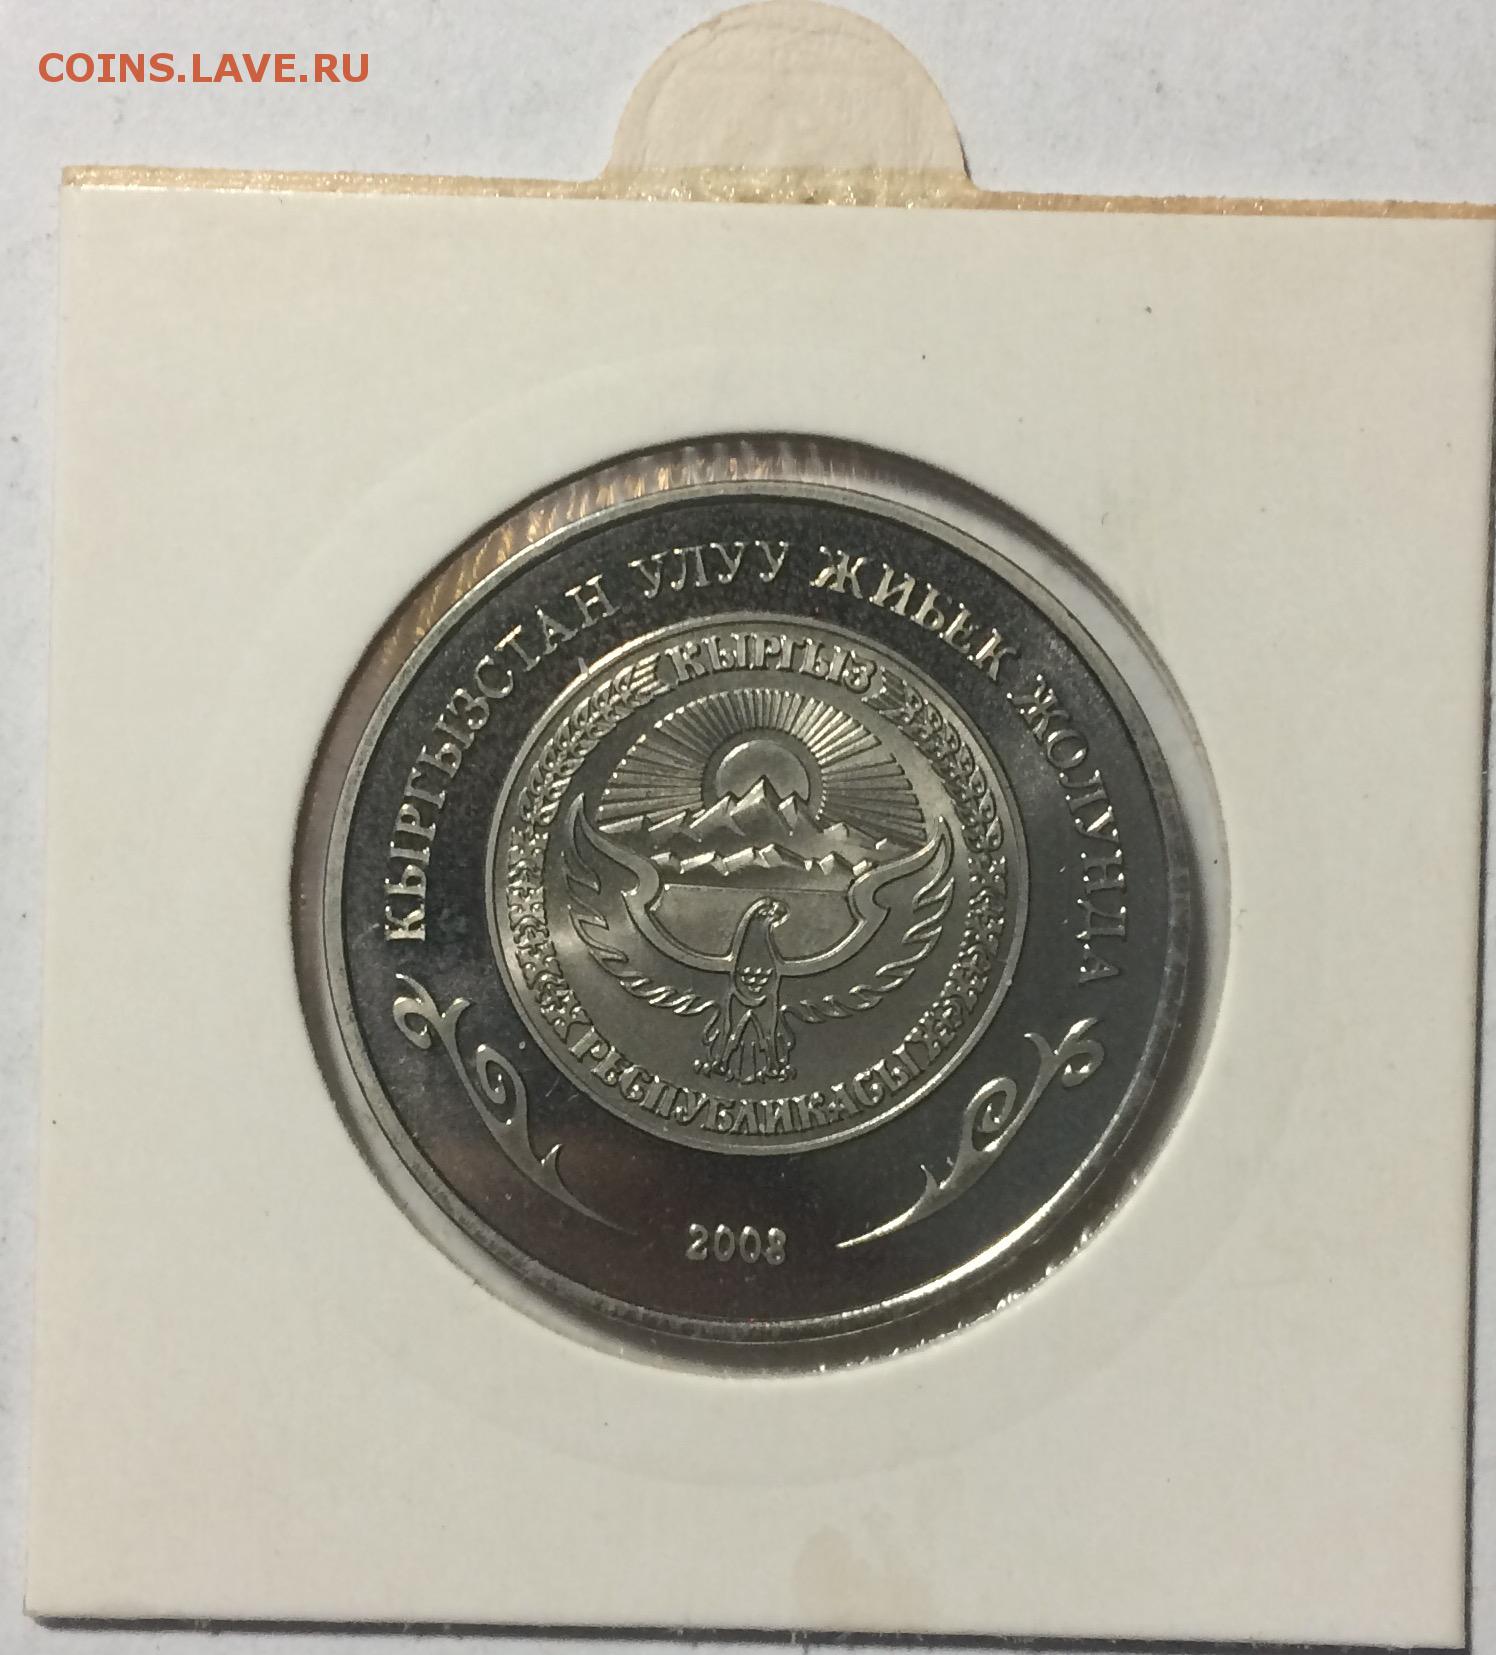 COINS.LAVE.RU
КЫРГЫЗСТАН УЛУУ ЖИБЕК ЖОЛУНДА
КЫРГЫЗ
РЕСПУБЛИКАСЫ
2008